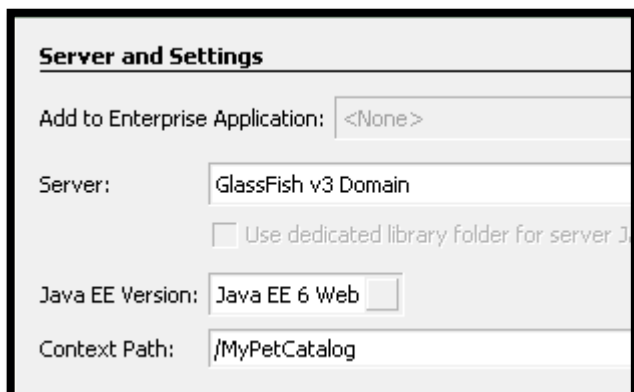 Server and Settings
Add to Enterprise Application: <None>
Server: GlassFish v3 Domain
Use dedicated library folder for server
Java EE Version: Java EE 6 Web
Context Path: /MyPetCatalog